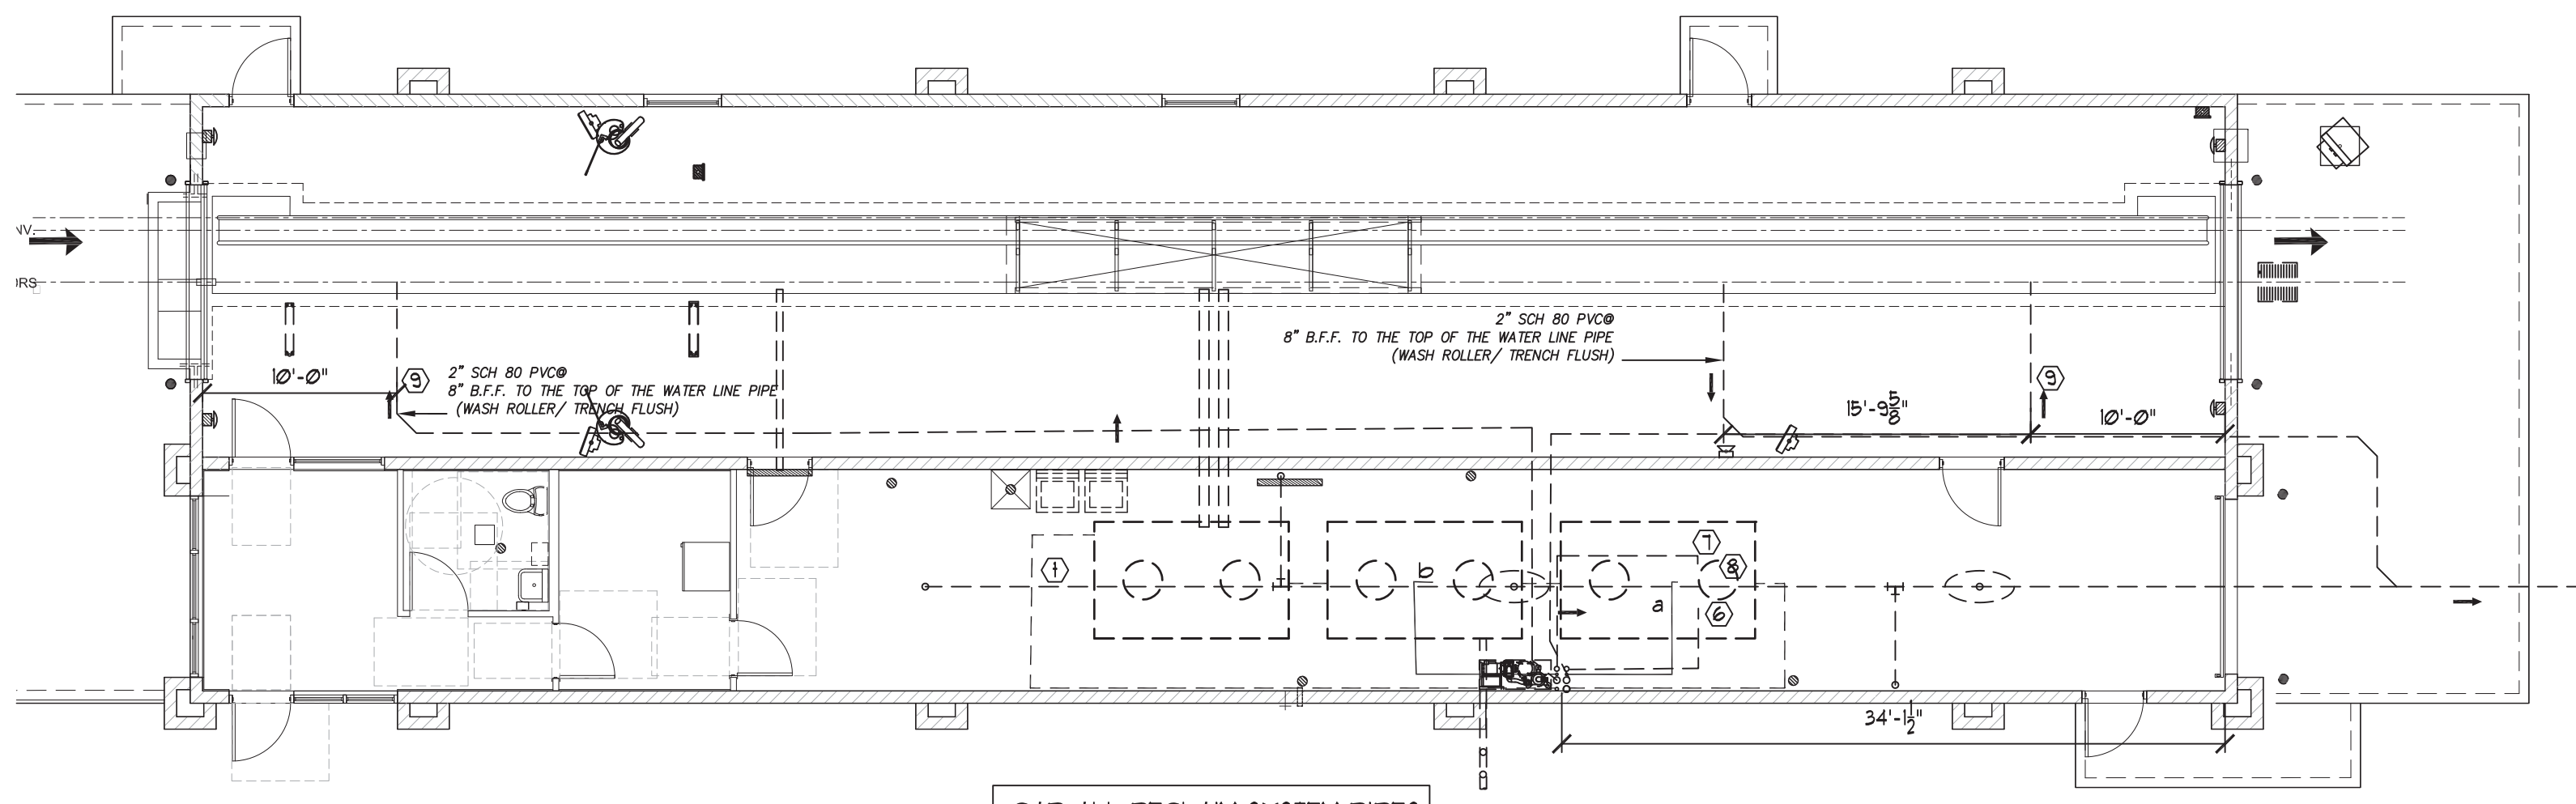 NV.
2" SCH 80 PVC@
8" B.F.F. TO THE TOP OF THE WATER LINE PIPE
(WASH ROLLER/ TRENCH FLUSH)
10'-0"
9
2" SCH 80 PVC@
8" B.F.F. TO THE TOP OF THE WATER LINE PIPE
(WASH ROLLER/ TRENCH FLUSH)
9
15'-9 5/8"
10'-0"
1
7
8
b
a
6
34'-1 1/2"